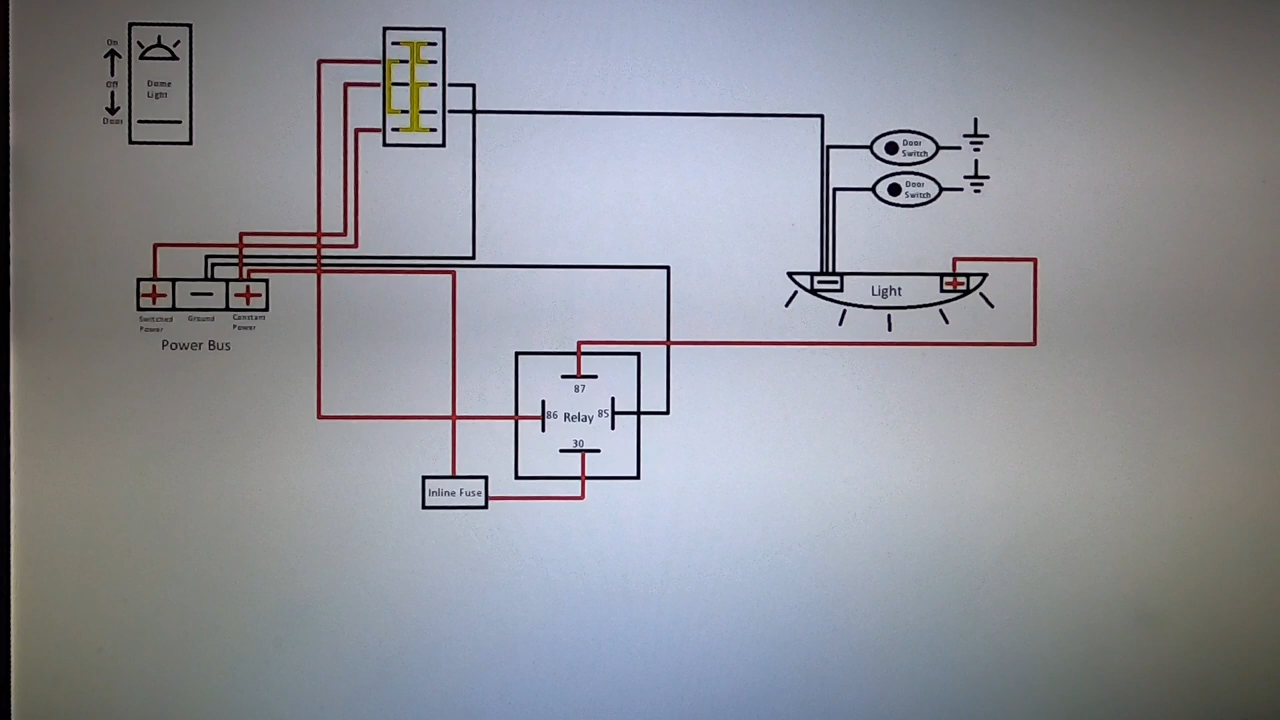 On
Off
Door
Dome
Light
Door
Switch
Door
Switch
Light
Switched
Power
Ground
Constant
Power
Power Bus
87
86
Relay
85
30
Inline Fuse